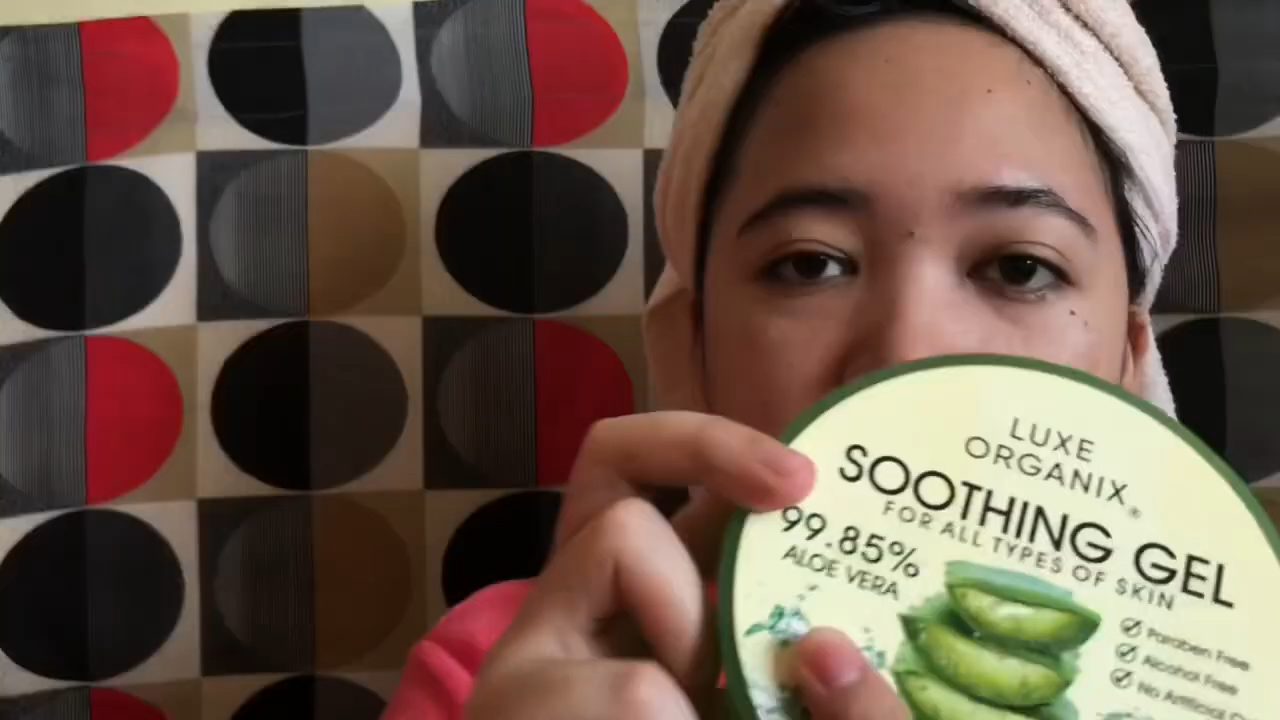 LUXE
ORGANIX®
SOOTHING GEL
FOR ALL TYPES OF SKIN
99.85%
ALOE VERA
Paraben Free
Alcohol Free
No Artificial